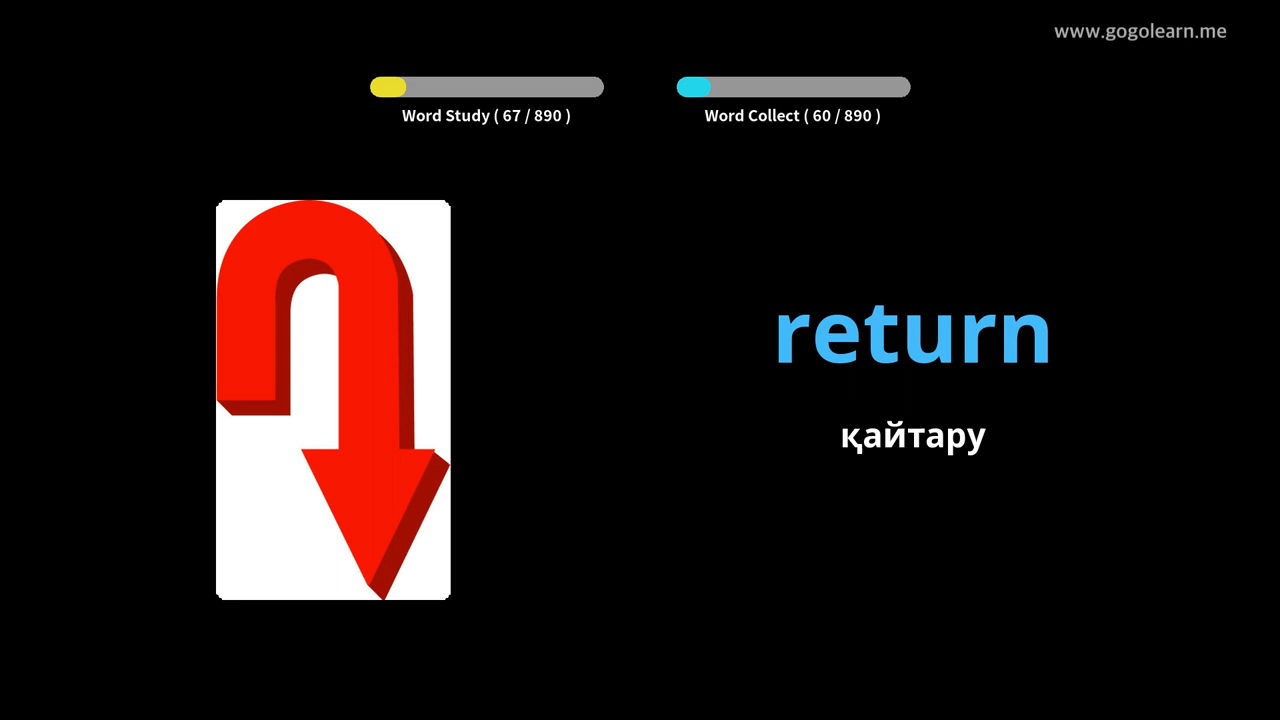 www.gogolearn.me
Word Study ( 67 / 890 )
Word Collect ( 60 / 890 )
return
қайтару